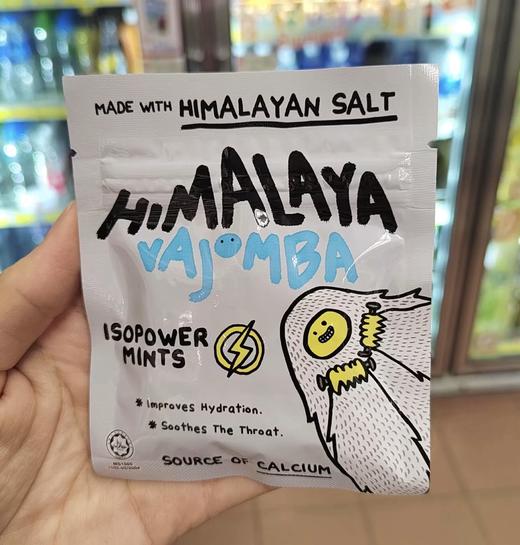 MADE WITH HIMALAYAN SALT
HiMALAYA
VAJOMBA
ISOPOWER
MINTS
* Improves Hydration.
* Soothes The Throat.
SOURCE OF CALCIUM